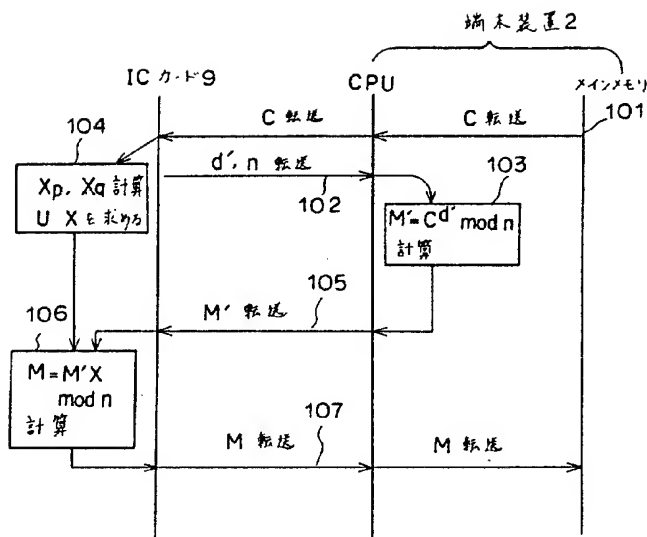 端末装置2
ICカード9
CPU
メインメモリ
C 転送
C 転送
101
104
d', n 転送
102
103
Xp, Xq 計算
U X を求める
M'=C^d' mod n
計算
105
M' 転送
106
M = M'X
mod n
計算
107
M 転送
M 転送